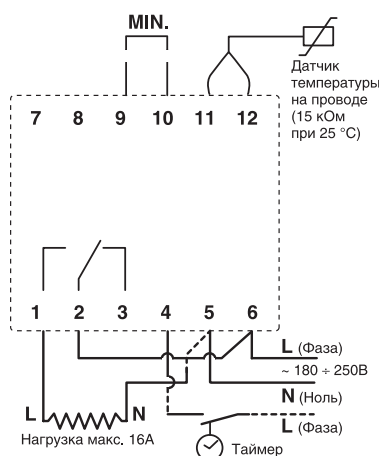 MIN.
Датчик
температуры
на проводе
(15 кОм
при 25 °C)
7 8 9 10 11 12
1 2 3 4 5 6
L (Фаза)
~ 180 ÷ 250В
N (Ноль)
L (Фаза)
L N
Нагрузка макс. 16А
Таймер